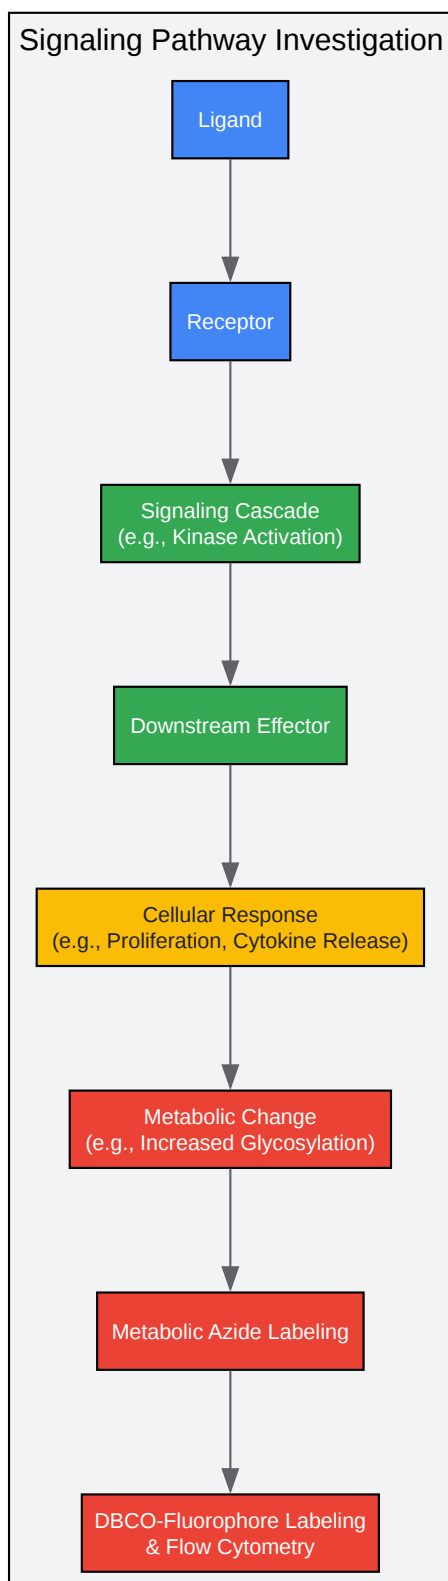 Signaling Pathway Investigation
Ligand
Receptor
Signaling Cascade
(e.g., Kinase Activation)
Downstream Effector
Cellular Response
(e.g., Proliferation, Cytokine Release)
Metabolic Change
(e.g., Increased Glycosylation)
Metabolic Azide Labeling
DBCO-Fluorophore Labeling
& Flow Cytometry